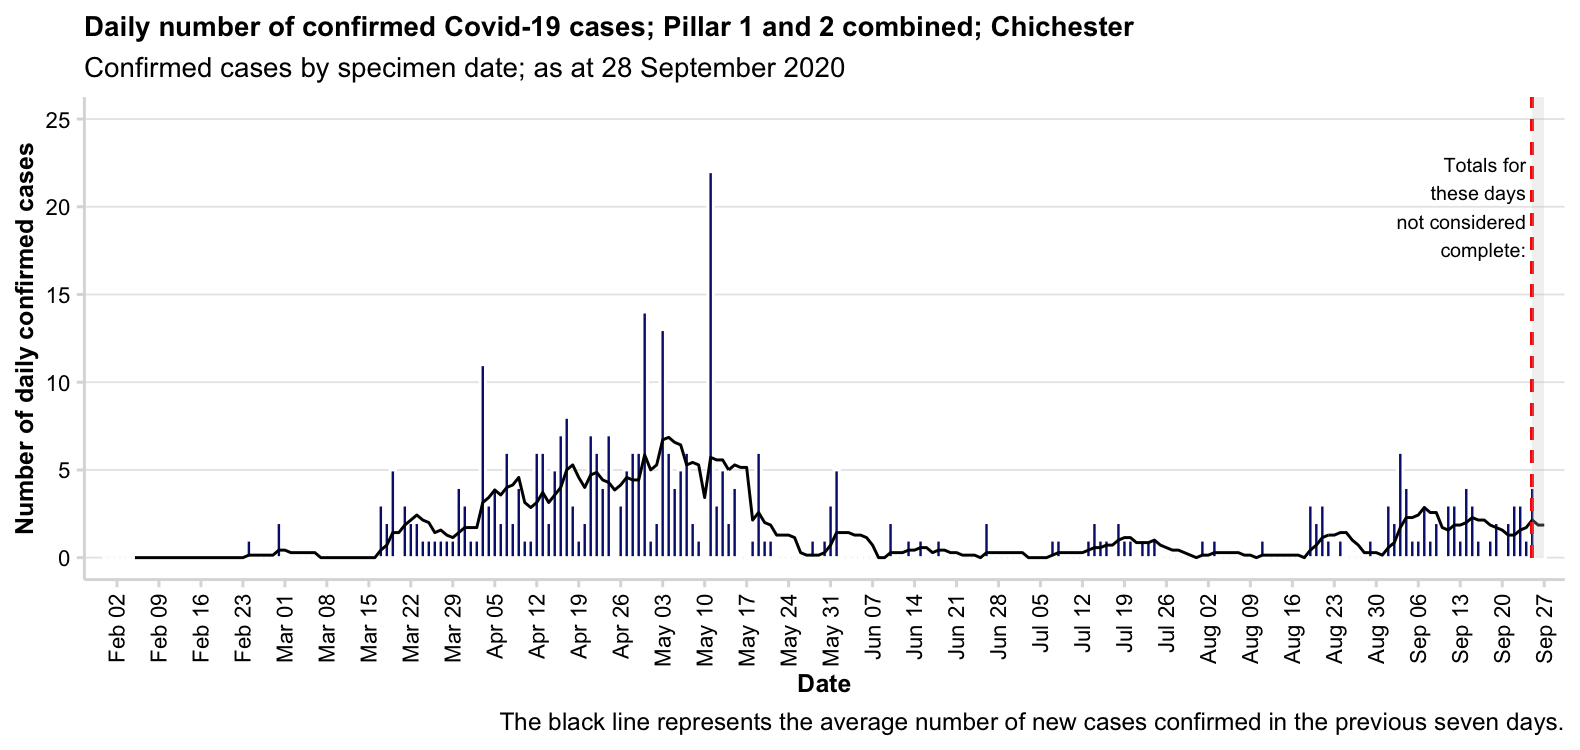 Daily number of confirmed Covid-19 cases; Pillar 1 and 2 combined; Chichester
Confirmed cases by specimen date; as at 28 September 2020
Number of daily confirmed cases
25
20
15
10
5
0
Totals for
these days
not considered
complete:
Feb 02
Feb 09
Feb 16
Feb 23
Mar 01
Mar 08
Mar 15
Mar 22
Mar 29
Apr 05
Apr 12
Apr 19
Apr 26
May 03
May 10
May 17
May 24
May 31
Jun 07
Jun 14
Jun 21
Jun 28
Jul 05
Jul 12
Jul 19
Jul 26
Aug 02
Aug 09
Aug 16
Aug 23
Aug 30
Sep 06
Sep 13
Sep 20
Sep 27
Date
The black line represents the average number of new cases confirmed in the previous seven days.